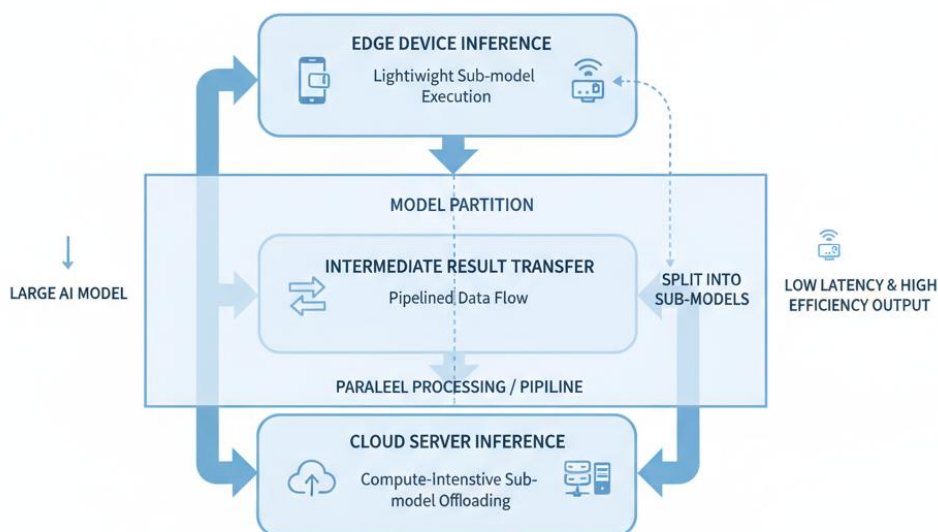 EDGE DEVICE INFERENCE
Lightiwight Sub-model
Execution
MODEL PARTITION
LARGE AI MODEL
INTERMEDIATE RESULT TRANSFER
Pipelined Data Flow
SPLIT INTO
SUB-MODELS
LOW LATENCY & HIGH
EFFICIENCY OUTPUT
PARALEEL PROCESSING / PIPILINE
CLOUD SERVER INFERENCE
Compute-Intenstive Sub-
model Offloading